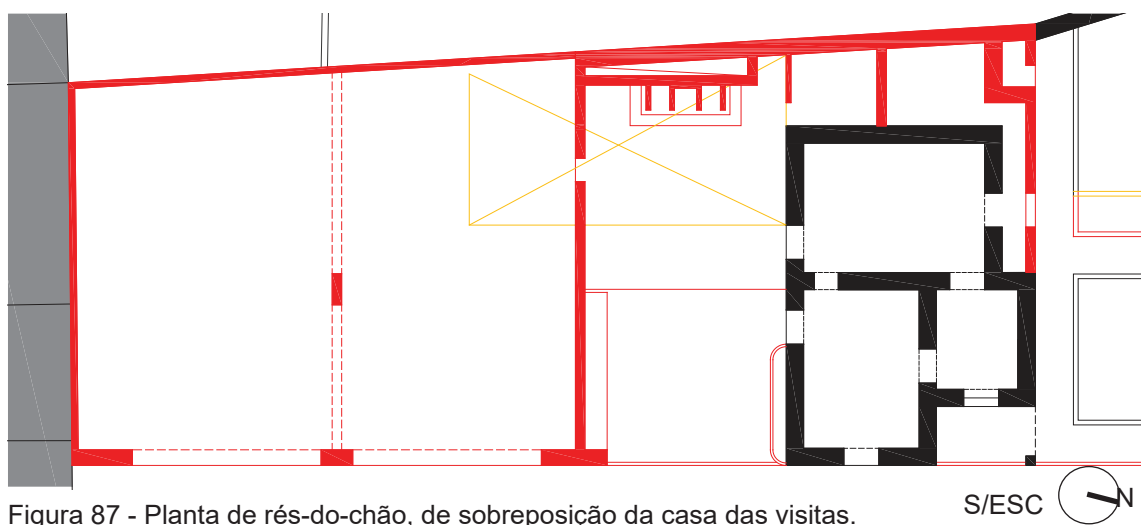 S/ESC
N
Figura 87 - Planta de rés-do-chão, de sobreposição da casa das visitas.